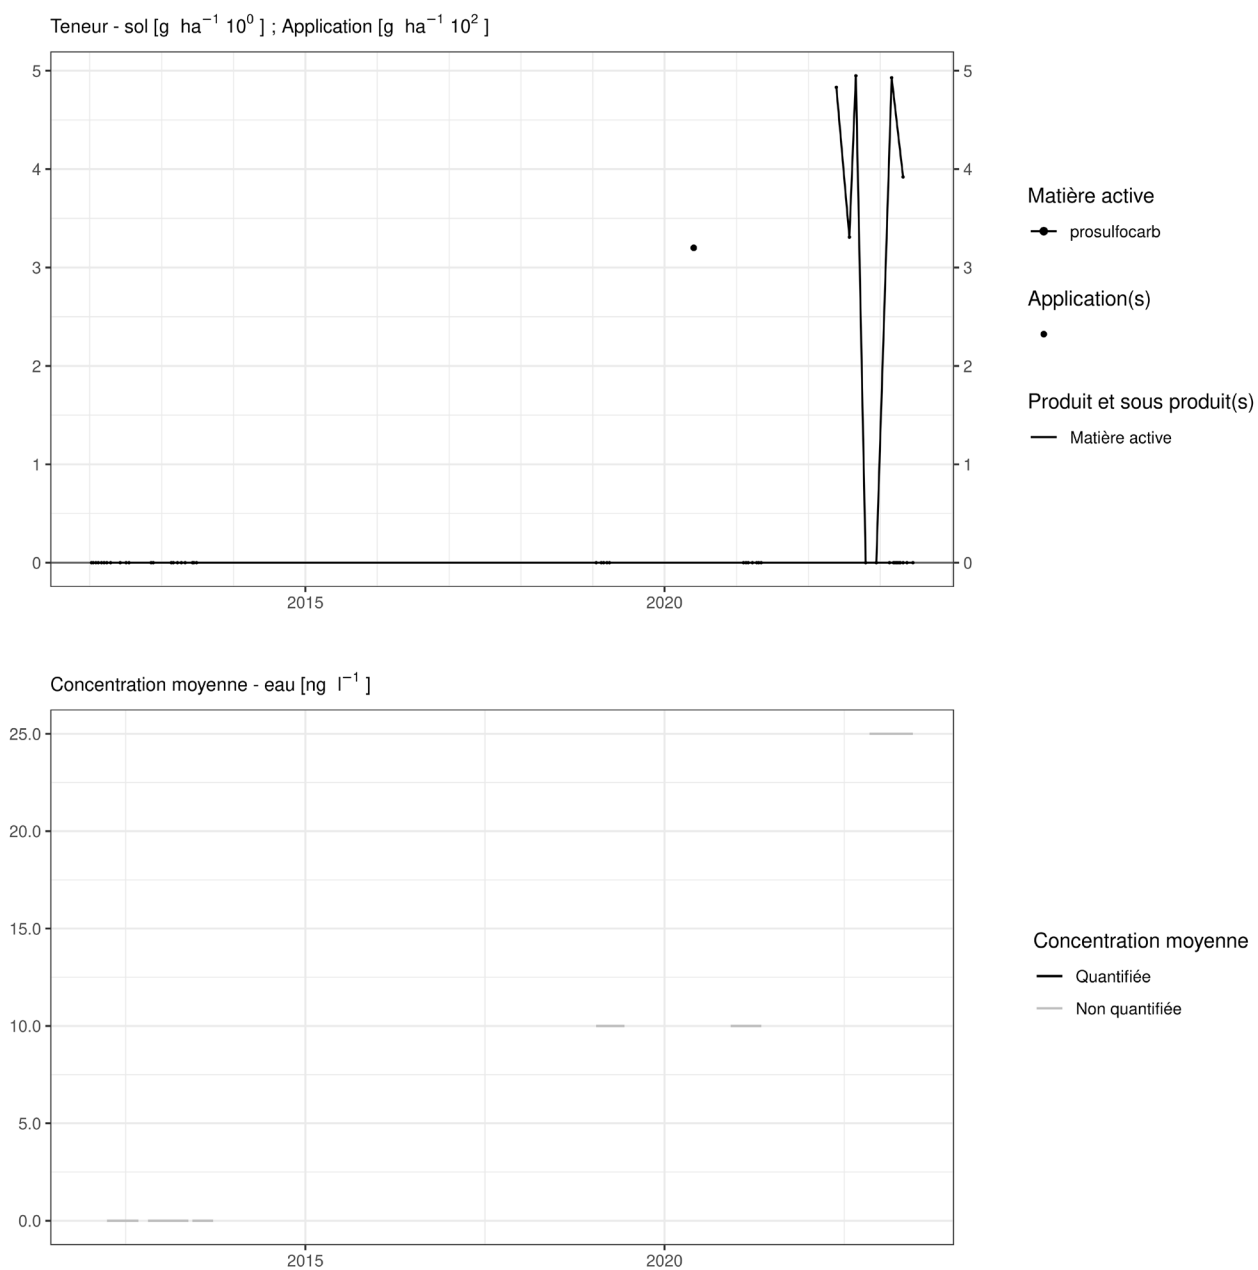 Teneur - sol [g ha⁻¹ 10⁰ ] ; Application [g ha⁻¹ 10² ]
5
4
3
2
1
0
5
4
3
2
1
0
2015 2020
Matière active
prosulfocarb
Application(s)
Produit et sous produit(s)
Matière active
Concentration moyenne - eau [ng l⁻¹ ]
25.0
20.0
15.0
10.0
5.0
0.0
2015 2020
Concentration moyenne
Quantifiée
Non quantifiée